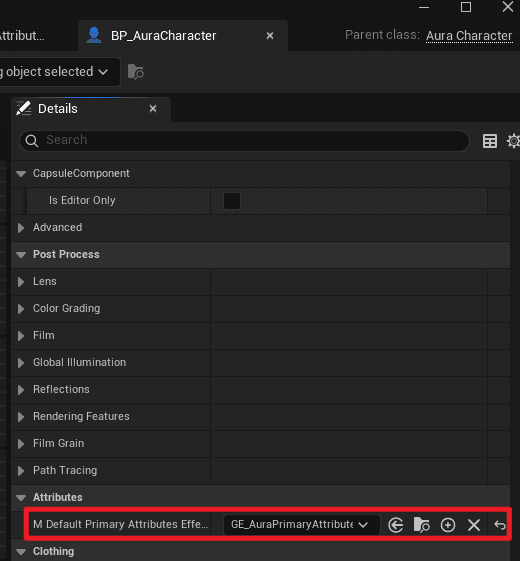 Attribut...
BP_AuraCharacter
Parent class: Aura Character
g object selected
Details
Search
CapsuleComponent
Is Editor Only
Advanced
Post Process
Lens
Color Grading
Film
Global Illumination
Reflections
Rendering Features
Film Grain
Path Tracing
Attributes
M Default Primary Attributes Effe... GE_AuraPrimaryAttribute
Clothing